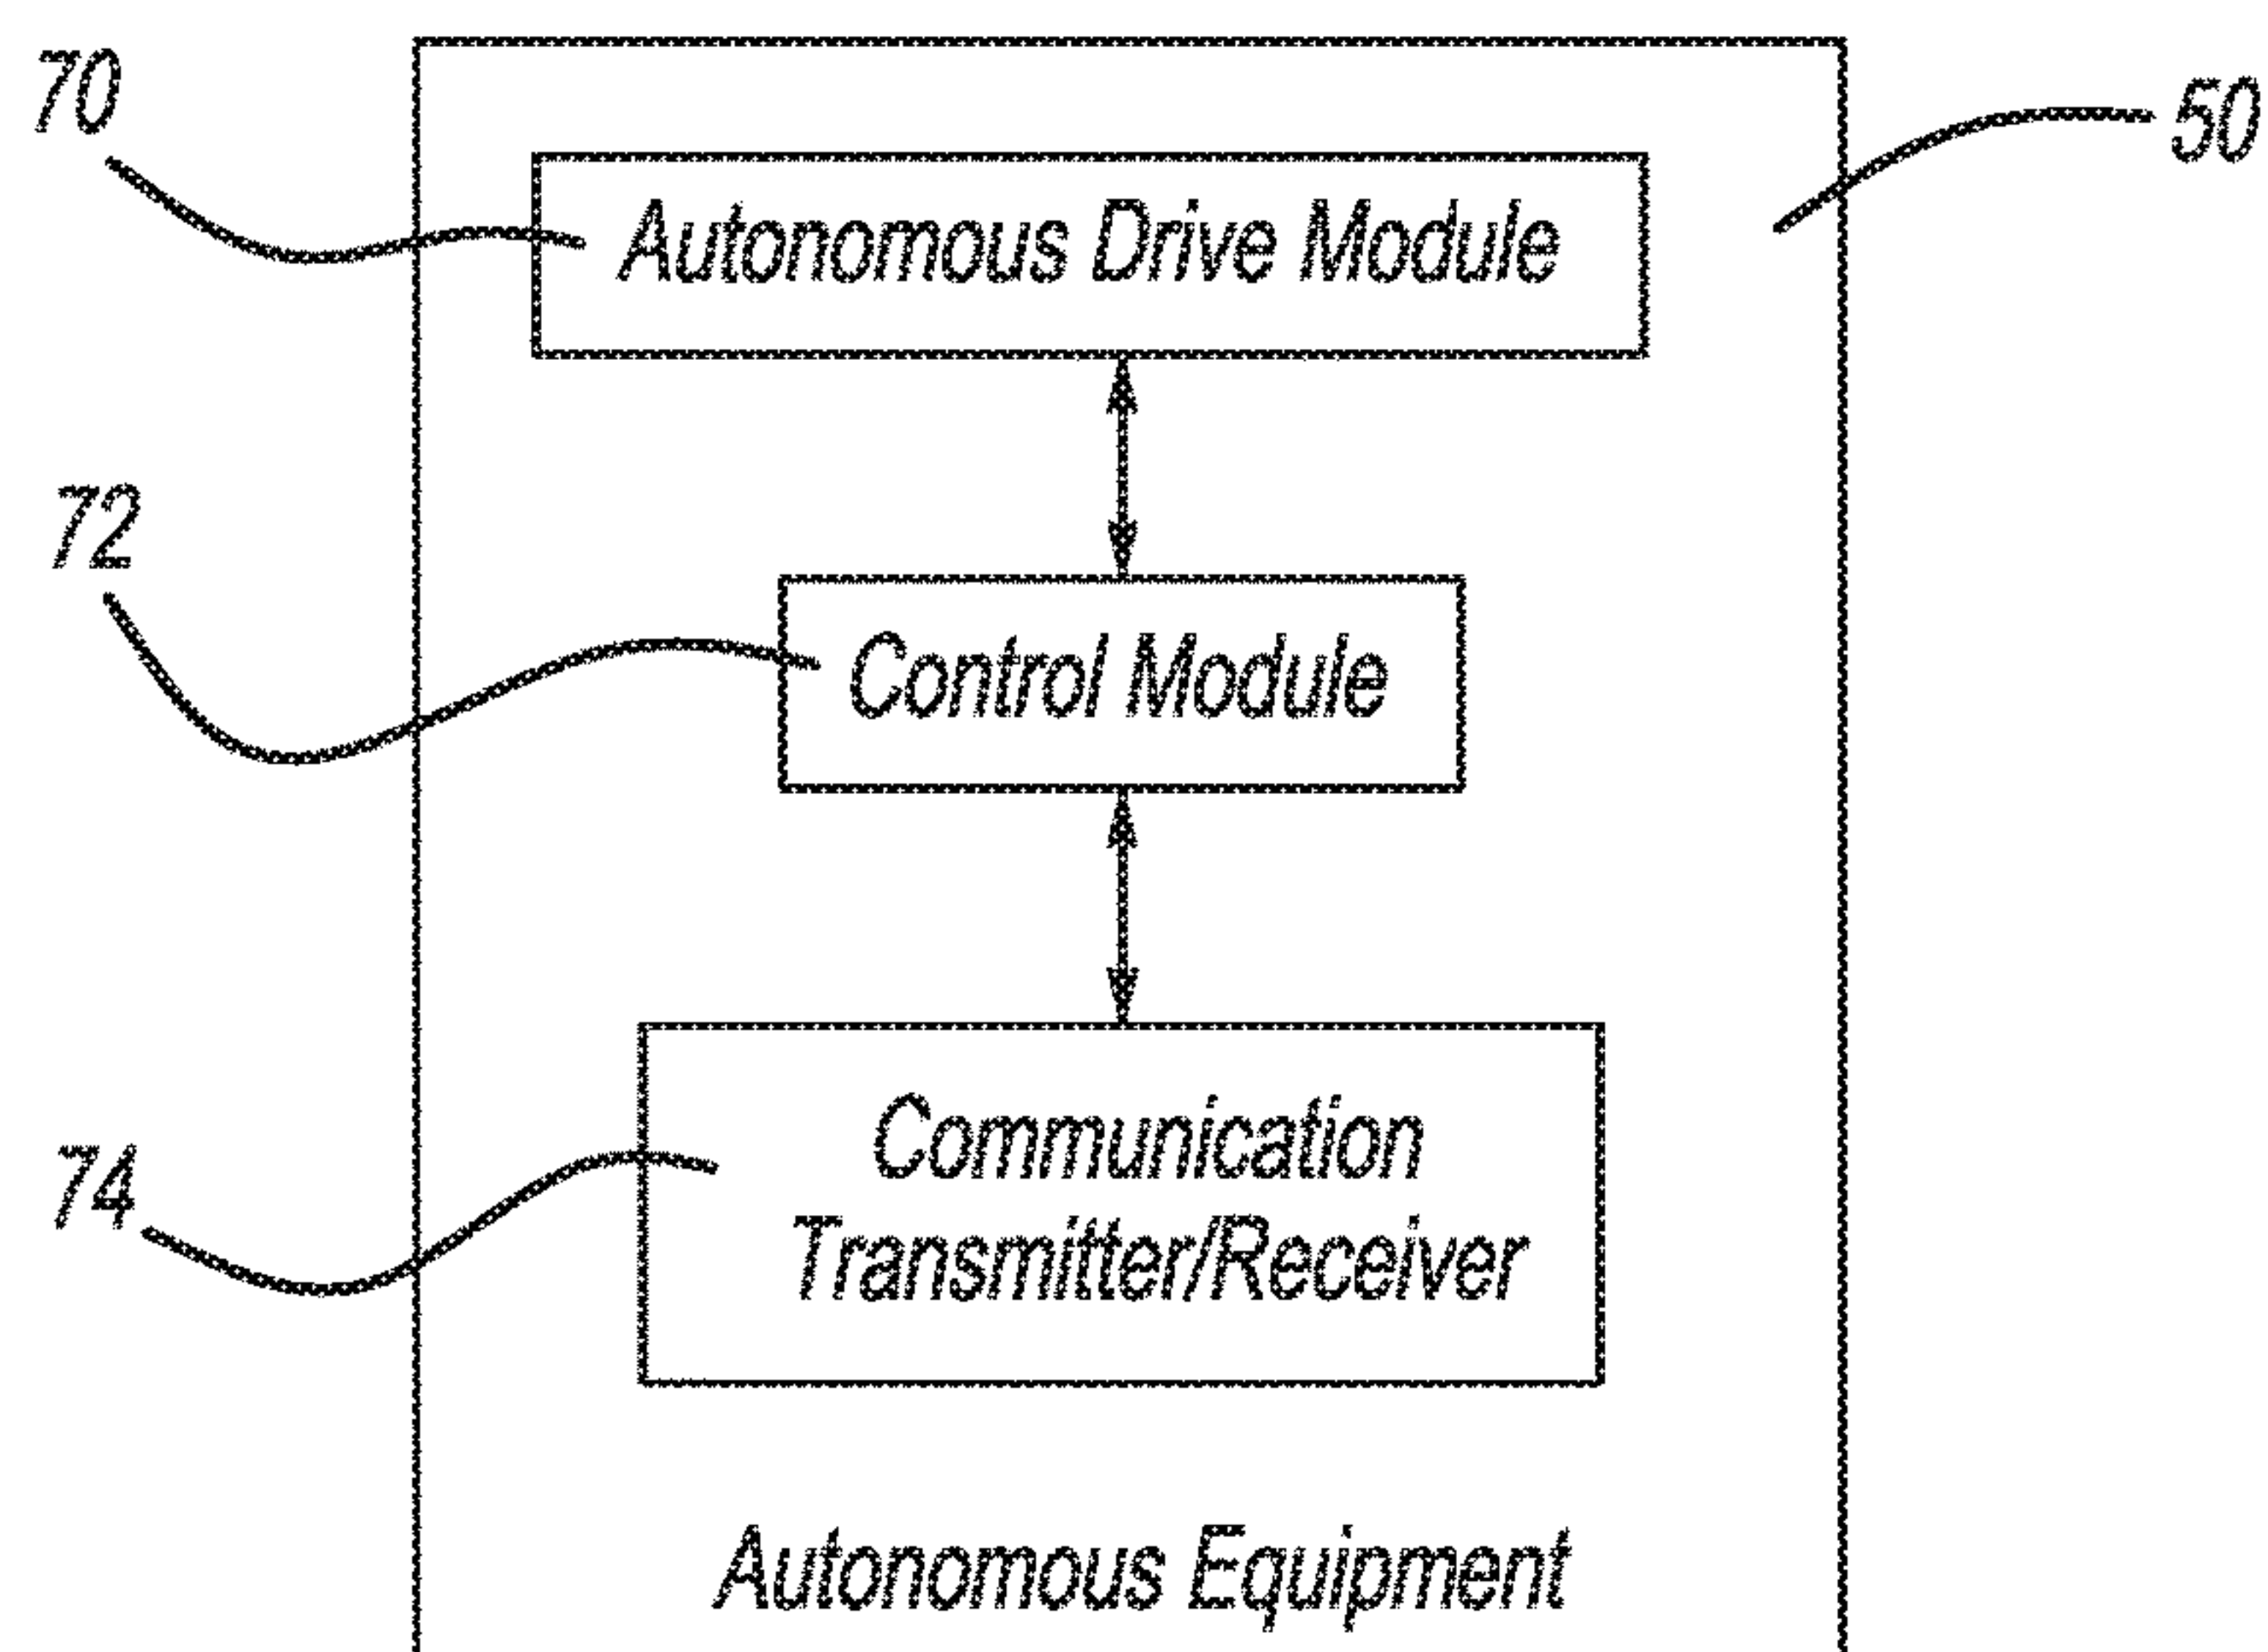 70
50
Autonomous Drive Module
72
Control Module
74
Communication
Transmitter/Receiver
Autonomous Equipment